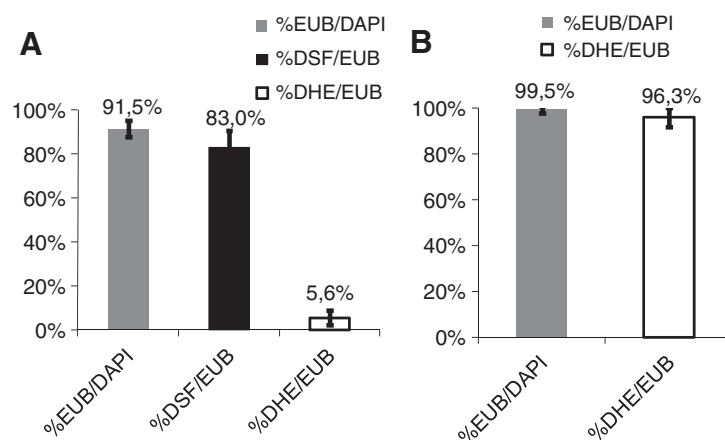 A
%EUB/DAPI
%DSF/EUB
%DHE/EUB
91,5%
83,0%
5,6%
100%
80%
60%
40%
20%
0%
%EUB/DAPI
%DSF/EUB
%DHE/EUB
B
%EUB/DAPI
%DHE/EUB
99,5%
96,3%
100%
80%
60%
40%
20%
0%
%EUB/DAPI
%DHE/EUB